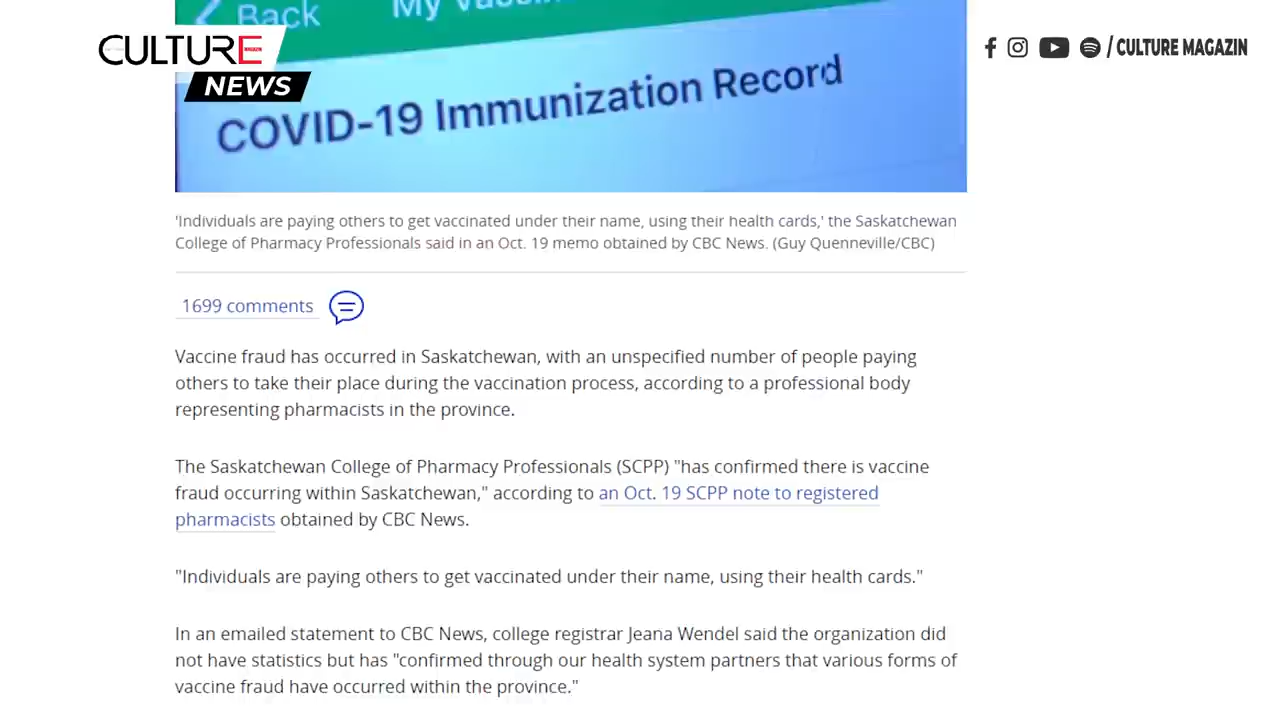 Back
My
CULTURE
NEWS
/ CULTURE MAGAZIN
COVID-19 Immunization Record
'Individuals are paying others to get vaccinated under their name, using their health cards,' the Saskatchewan
College of Pharmacy Professionals said in an Oct. 19 memo obtained by CBC News. (Guy Quenneville/CBC)
1699 comments
Vaccine fraud has occurred in Saskatchewan, with an unspecified number of people paying
others to take their place during the vaccination process, according to a professional body
representing pharmacists in the province.
The Saskatchewan College of Pharmacy Professionals (SCPP) "has confirmed there is vaccine
fraud occurring within Saskatchewan," according to an Oct. 19 SCPP note to registered
pharmacists obtained by CBC News.
"Individuals are paying others to get vaccinated under their name, using their health cards."
In an emailed statement to CBC News, college registrar Jeana Wendel said the organization did
not have statistics but has "confirmed through our health system partners that various forms of
vaccine fraud have occurred within the province."